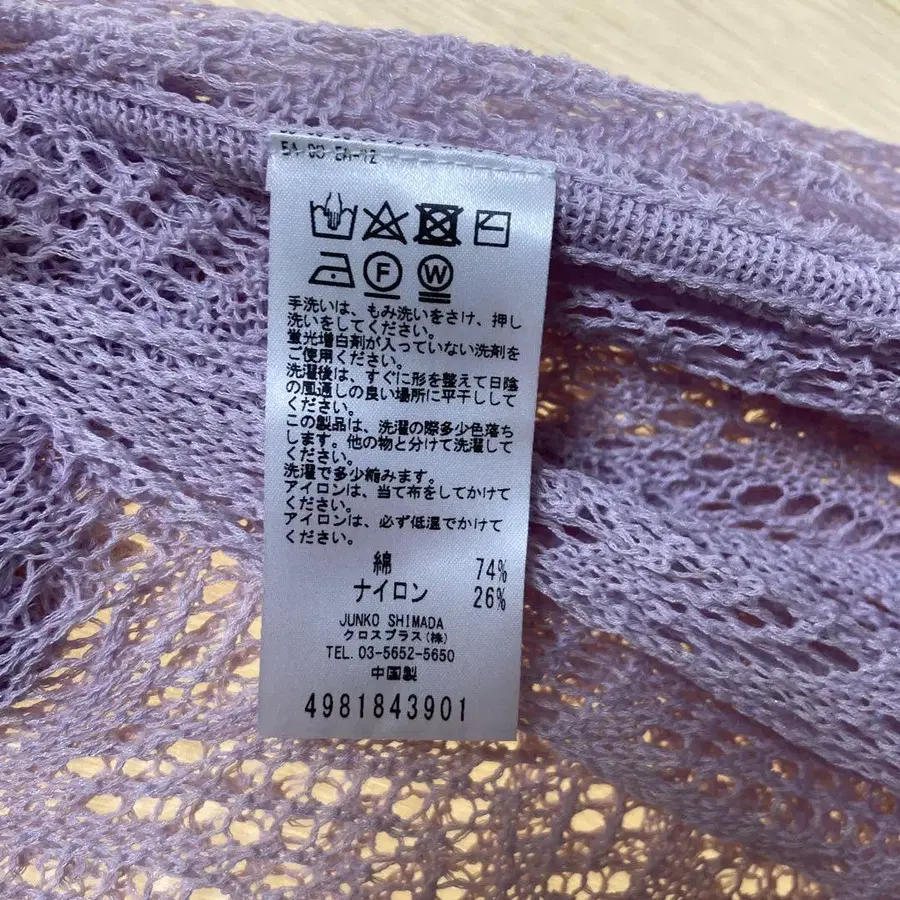 F W
手洗いは、もみ洗いをさけ、押し
洗いをしてください。
蛍光増白剤が入っていない洗剤を
ご使用ください。
洗濯後は、すぐに形を整えて日陰
の風通しの良い場所に平干しして
ください。
この製品は、洗濯の際多少色落ち
します。他の物と分けて洗濯して
ください。
洗濯で多少縮みます。
アイロンは、当て布をしてかけて
ください。
アイロンは、必ず低温でかけて
ください。
綿 74%
ナイロン 26%
JUNKO SHIMADA
クロスプラス(株)
TEL.03-5652-5650
中国製
4981843901